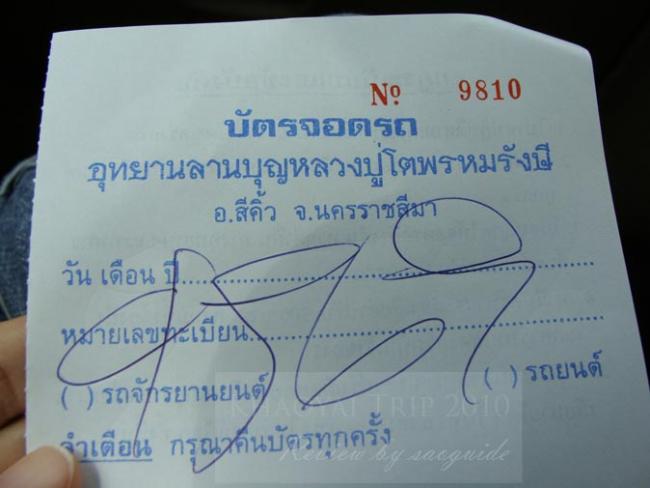 № 9810
บัตรจอดรถ
อุทยานลานบุญหลวงปู่โตพรหมรังษี
อ.สีคิ้ว จ.นครราชสีมา
วัน เดือน ปี
หมายเลขทะเบียน
( ) รถจักรยานยนต์ ( ) รถยนต์
คำเตือน กรุณาคืนบัตรทุกครั้ง
KHAOYAI TRIP 2010
Review by saoguide